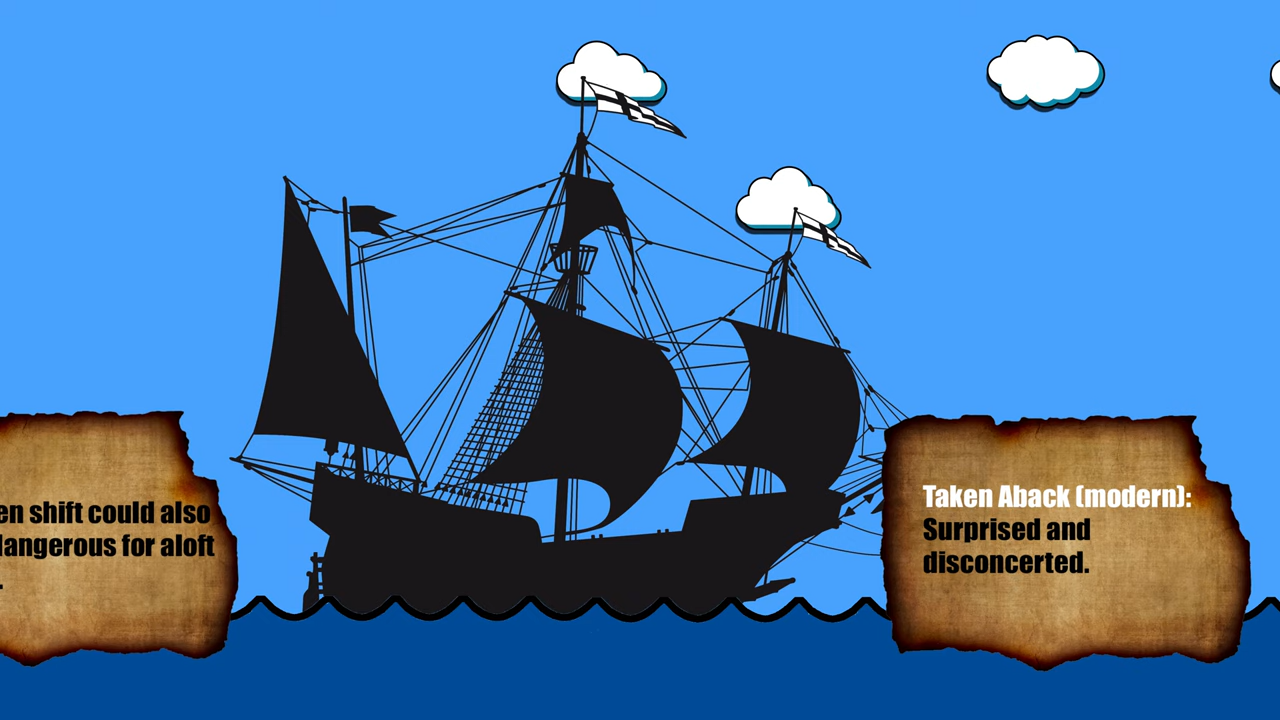 en shift could also
dangerous for aloft
.
Taken Aback (modern):
Surprised and
disconcerted.